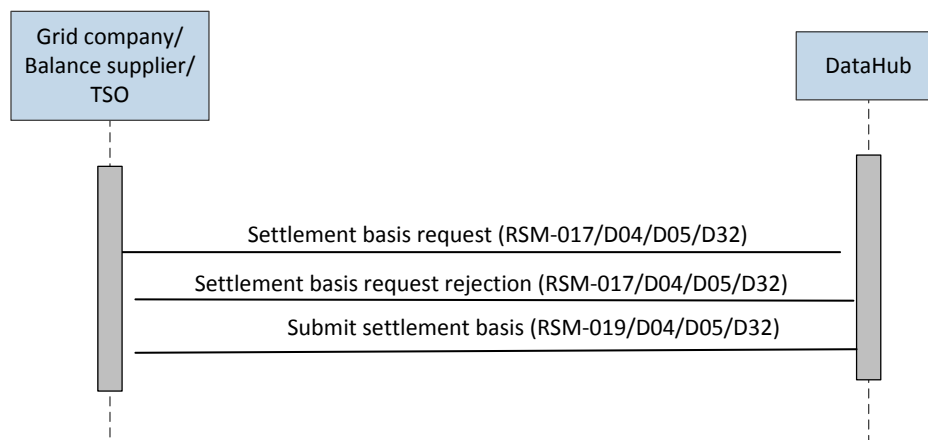 Grid company/
Balance supplier/
TSO
DataHub
Settlement basis request (RSM-017/D04/D05/D32)
Settlement basis request rejection (RSM-017/D04/D05/D32)
Submit settlement basis (RSM-019/D04/D05/D32)